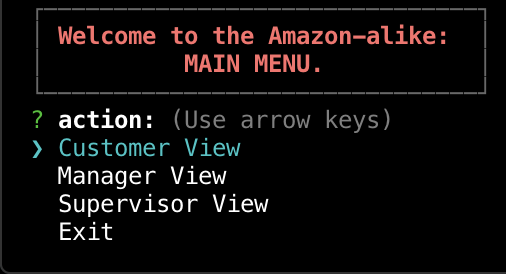 Welcome to the Amazon-alike:
MAIN MENU.
? action: (Use arrow keys)
❯ Customer View
Manager View
Supervisor View
Exit